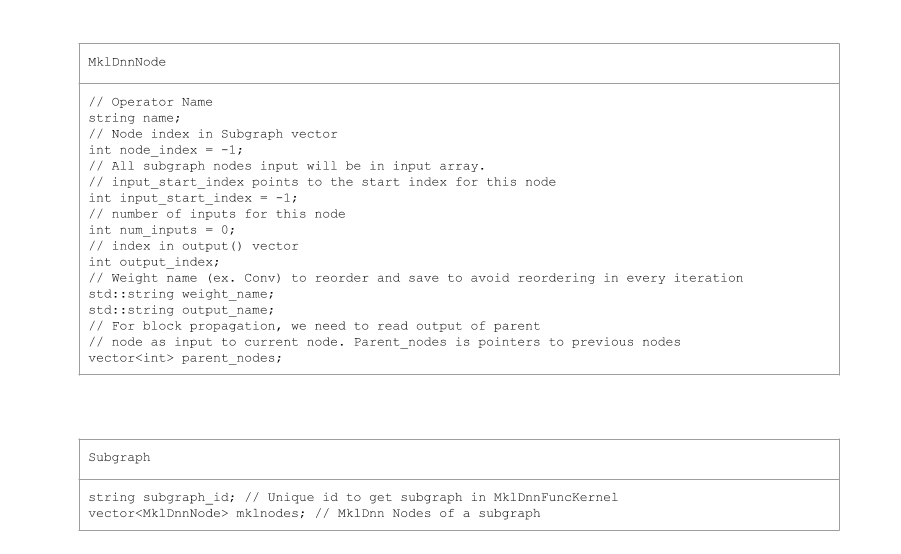 MklDnnNode
// Operator Name
string name;
// Node index in Subgraph vector
int node_index = -1;
// All subgraph nodes input will be in input array.
// input_start_index points to the start index for this node
int input_start_index = -1;
// number of inputs for this node
int num_inputs = 0;
// index in output() vector
int output_index;
// Weight name (ex. Conv) to reorder and save to avoid reordering in every iteration
std::string weight_name;
std::string output_name;
// For block propagation, we need to read output of parent
// node as input to current node. Parent_nodes is pointers to previous nodes
vector<int> parent_nodes;
Subgraph
string subgraph_id; // Unique id to get subgraph in MklDnnFuncKernel
vector<MklDnnNode> mklnodes; // MklDnn Nodes of a subgraph